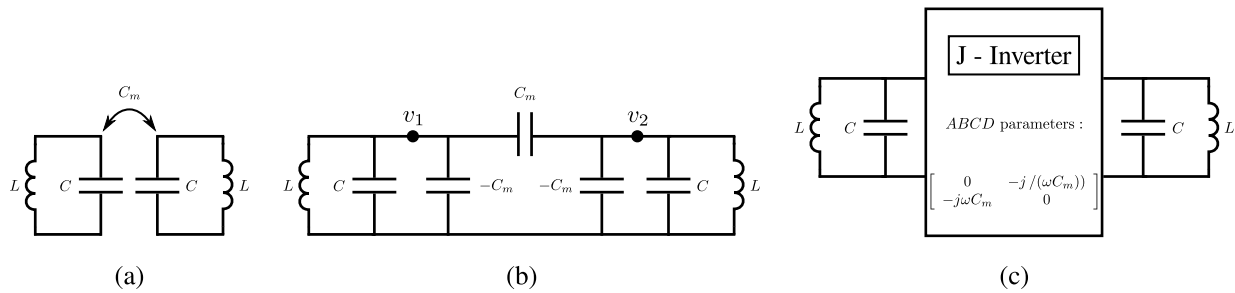 C_m
L
C
C
L
(a)
v_1
C_m
v_2
L
C
-C_m
-C_m
C
L
(b)
J - Inverter
ABCD parameters :
L
C
C
L
[ 0 -j/(ωC_m)) ]
[ -jωC_m 0 ]
(c)